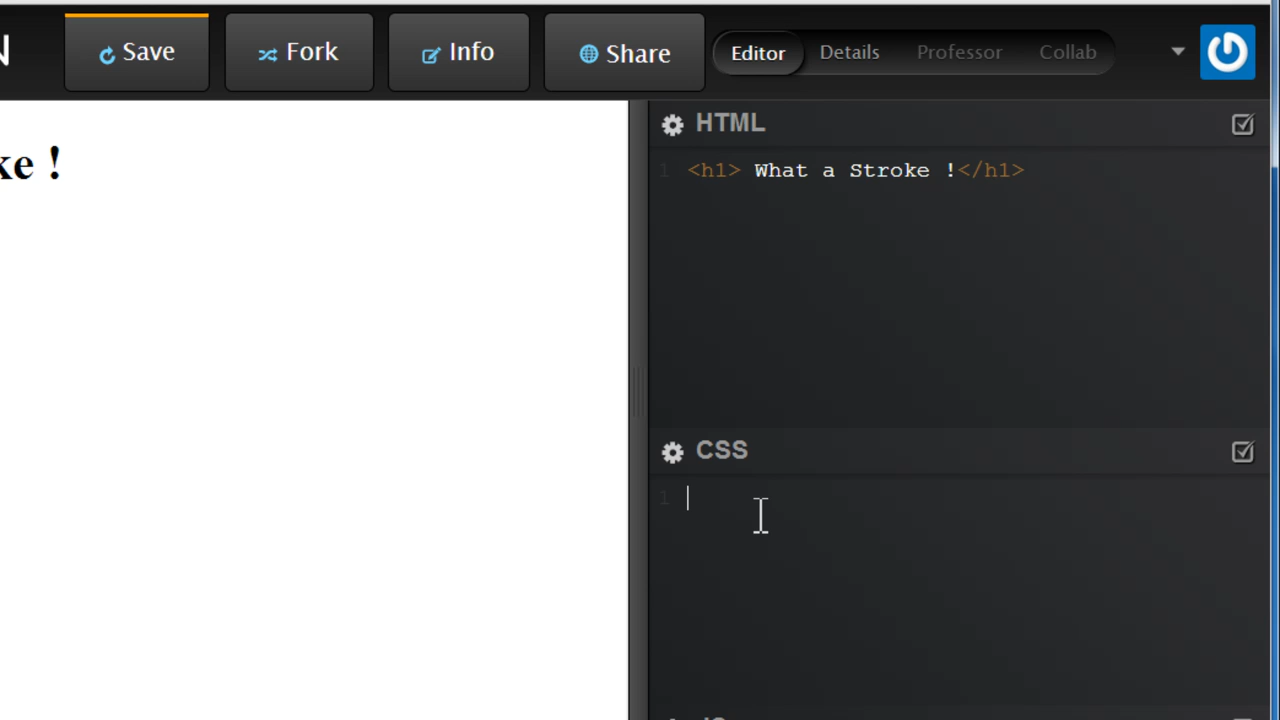 N
Save
Fork
Info
Share
Editor
Details
Professor
Collab
ke !
HTML
1 <h1> What a Stroke !</h1>
CSS
1